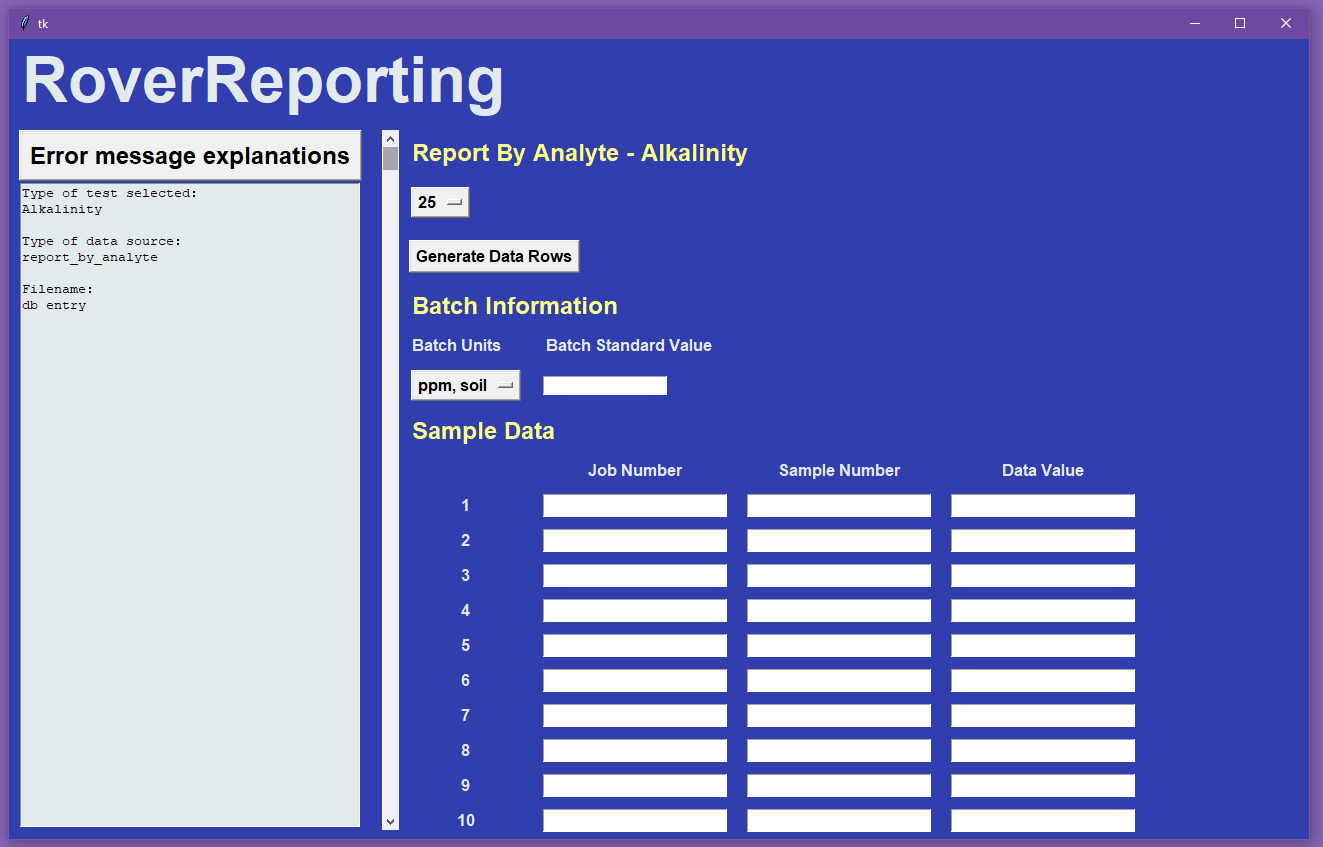 tk
RoverReporting
Error message explanations
Type of test selected:
Alkalinity
Type of data source:
report_by_analyte
Filename:
db entry
Report By Analyte - Alkalinity
25
Generate Data Rows
Batch Information
Batch Units Batch Standard Value
ppm, soil
Sample Data
Job Number Sample Number Data Value
1
2
3
4
5
6
7
8
9
10